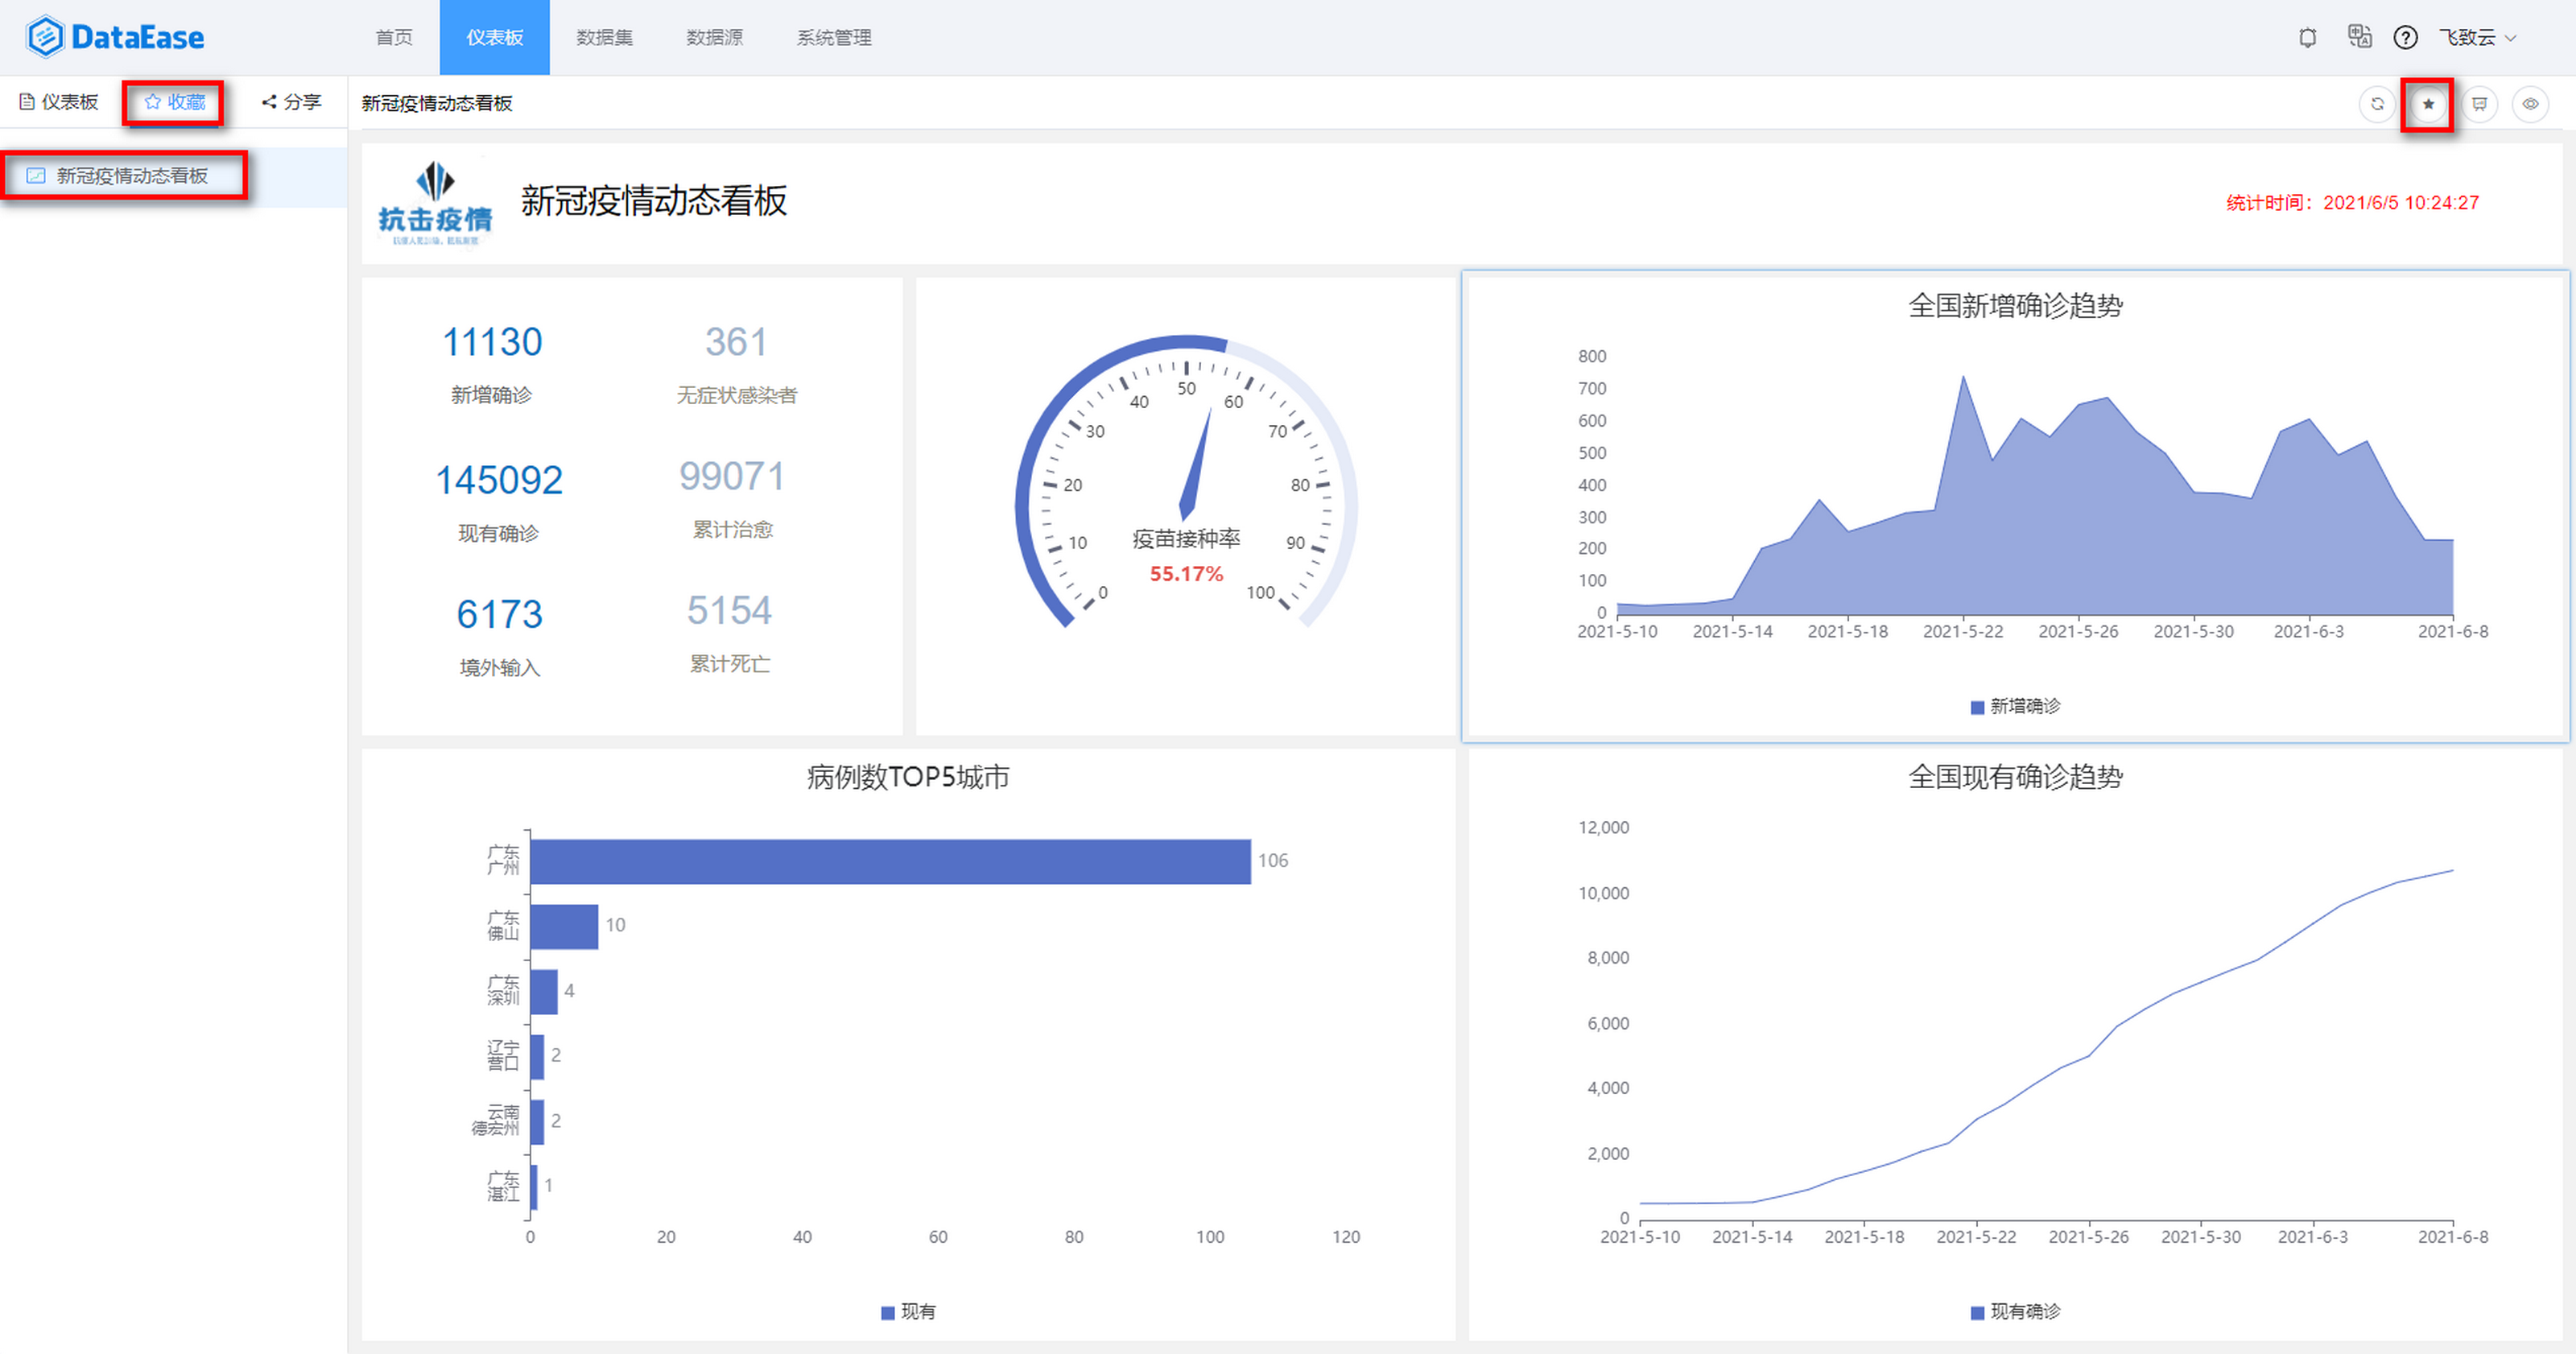 DataEase
首页
仪表板
数据集
数据源
系统管理
飞致云
仪表板
收藏
分享
新冠疫情动态看板
新冠疫情动态看板
抗击疫情
新冠疫情动态看板
统计时间：2021/6/5 10:24:27
11130
新增确诊
361
无症状感染者
145092
现有确诊
99071
累计治愈
6173
境外输入
5154
累计死亡
0
10
20
30
40
50
60
70
80
90
100
疫苗接种率
55.17%
全国新增确诊趋势
800
700
600
500
400
300
200
100
0
2021-5-10
2021-5-14
2021-5-18
2021-5-22
2021-5-26
2021-5-30
2021-6-3
2021-6-8
新增确诊
病例数TOP5城市
广东
广州
106
广东
佛山
10
广东
深圳
4
辽宁
营口
2
云南
德宏州
2
广东
湛江
1
0
20
40
60
80
100
120
现有
全国现有确诊趋势
12,000
10,000
8,000
6,000
4,000
2,000
0
2021-5-10
2021-5-14
2021-5-18
2021-5-22
2021-5-26
2021-5-30
2021-6-3
2021-6-8
现有确诊